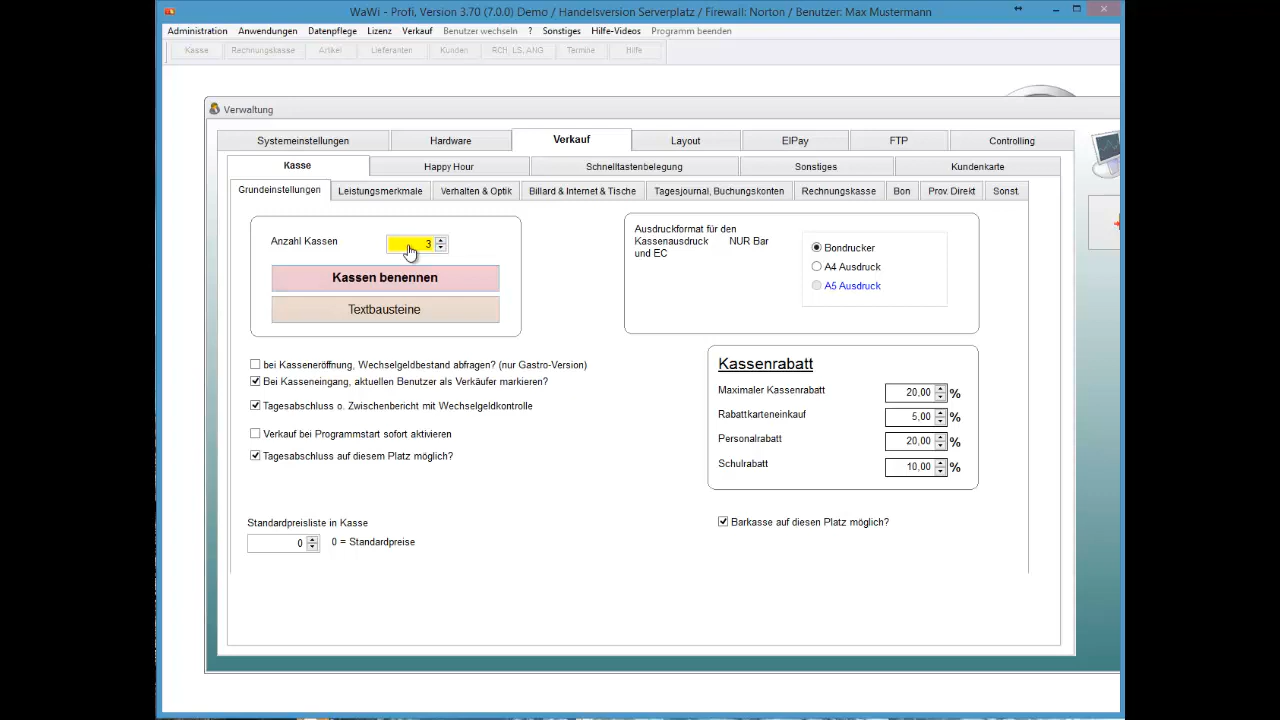 WaWi - Profi, Version 3.70 (7.0.0) Demo / Handelsversion Serverplatz / Firewall: Norton / Benutzer: Max Mustermann
Administration Anwendungen Datenpflege Lizenz Verkauf Benutzer wechseln ? Sonstiges Hilfe-Videos Programm beenden
Kasse Rechnungskasse Artikel Lieferanten Kunden RCH, LS, ANG Termine Hilfe
Verwaltung
Systemeinstellungen Hardware Verkauf Layout ElPay FTP Controlling
Kasse Happy Hour Schnelltastenbelegung Sonstiges Kundenkarte
Grundeinstellungen Leistungsmerkmale Verhalten & Optik Billard & Internet & Tische Tagesjournal, Buchungskonten Rechnungskasse Bon Prov. Direkt Sonst.
Anzahl Kassen 3
Kassen benennen
Textbausteine
Ausdruckformat für den
Kassenausdruck NUR Bar
und EC
Bondrucker
A4 Ausdruck
A5 Ausdruck
bei Kasseneröffnung, Wechselgeldbestand abfragen? (nur Gastro-Version)
Bei Kasseneingang, aktuellen Benutzer als Verkäufer markieren?
Tagesabschluss o. Zwischenbericht mit Wechselgeldkontrolle
Verkauf bei Programmstart sofort aktivieren
Tagesabschluss auf diesem Platz möglich?
Kassenrabatt
Maximaler Kassenrabatt 20,00 %
Rabattkarteneinkauf 5,00 %
Personalrabatt 20,00 %
Schulrabatt 10,00 %
Standardpreisliste in Kasse
0 0 = Standardpreise
Barkasse auf diesen Platz möglich?